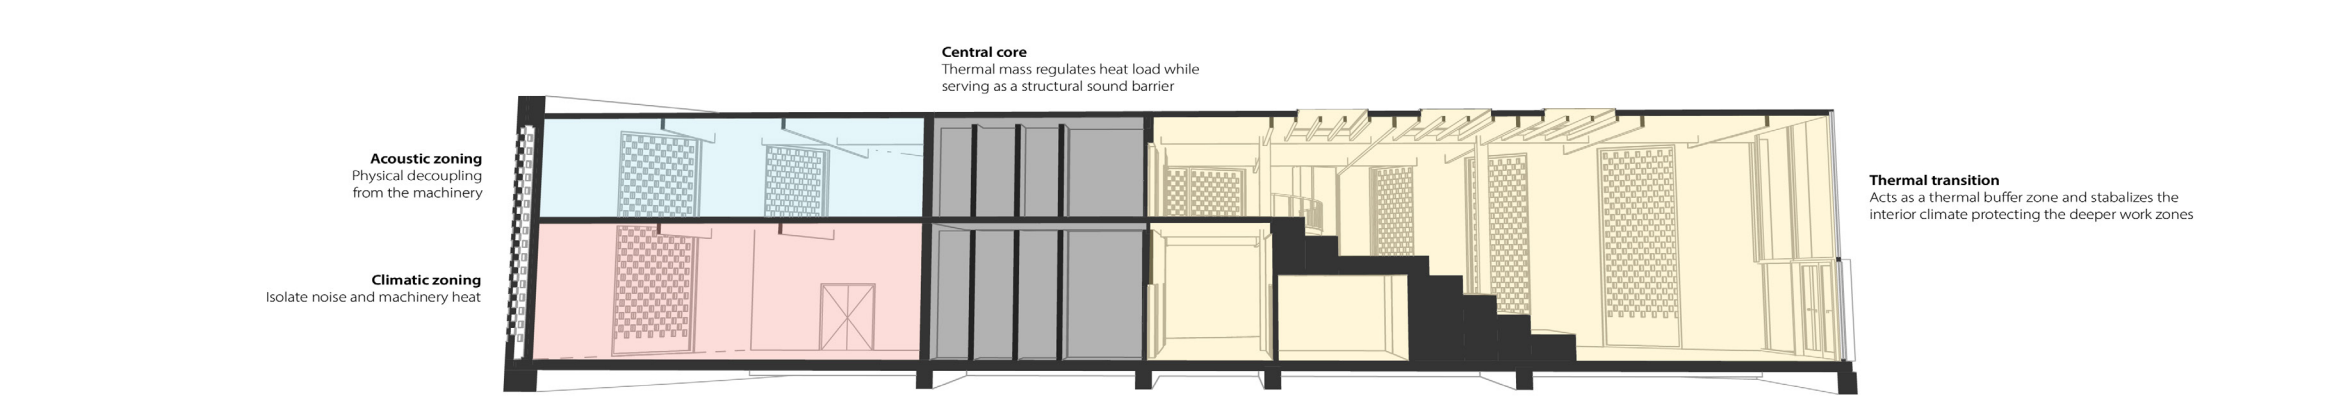 Central core
Thermal mass regulates heat load while
serving as a structural sound barrier
Acoustic zoning
Physical decoupling
from the machinery
Climatic zoning
Isolate noise and machinery heat
Thermal transition
Acts as a thermal buffer zone and stabalizes the
interior climate protecting the deeper work zones